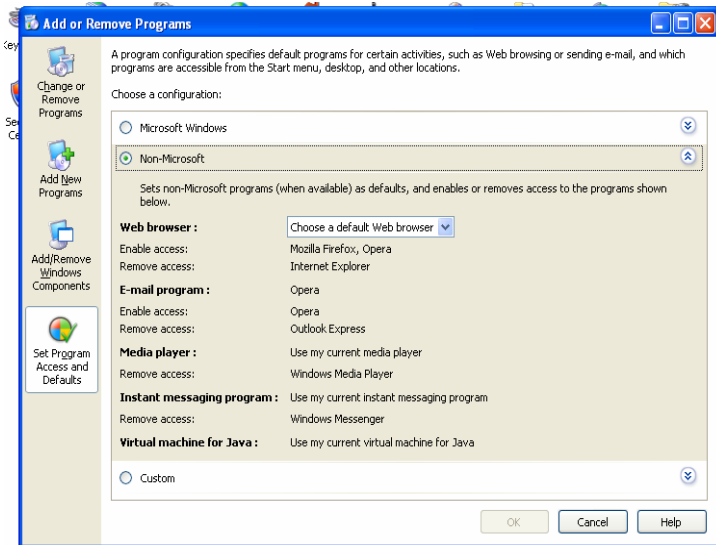 Add or Remove Programs
Change or
Remove
Programs
Add New
Programs
Add/Remove
Windows
Components
Set Program
Access and
Defaults
A program configuration specifies default programs for certain activities, such as Web browsing or sending e-mail, and which
programs are accessible from the Start menu, desktop, and other locations.
Choose a configuration:
Microsoft Windows
Non-Microsoft
Sets non-Microsoft programs (when available) as defaults, and enables or removes access to the programs shown
below.
Web browser : Choose a default Web browser
Enable access: Mozilla Firefox, Opera
Remove access: Internet Explorer
E-mail program : Opera
Enable access: Opera
Remove access: Outlook Express
Media player : Use my current media player
Remove access: Windows Media Player
Instant messaging program : Use my current instant messaging program
Remove access: Windows Messenger
Virtual machine for Java : Use my current virtual machine for Java
Custom
OK Cancel Help